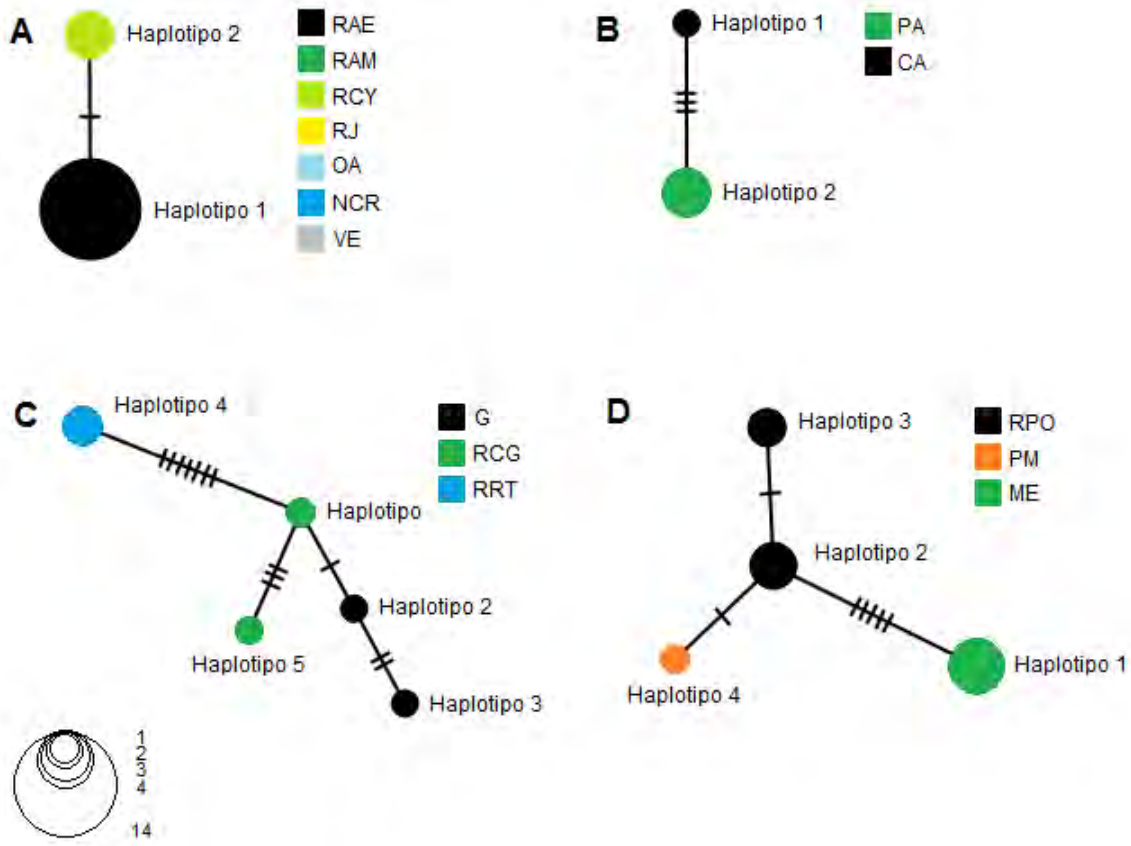 A
Haplotipo 2
Haplotipo 1
RAE
RAM
RCY
RJ
OA
NCR
VE
B
Haplotipo 1
Haplotipo 2
PA
CA
C
Haplotipo 4
Haplotipo
Haplotipo 2
Haplotipo 5
Haplotipo 3
G
RCG
RRT
D
Haplotipo 3
Haplotipo 2
Haplotipo 1
Haplotipo 4
RPO
PM
ME
1
2
3
4
14